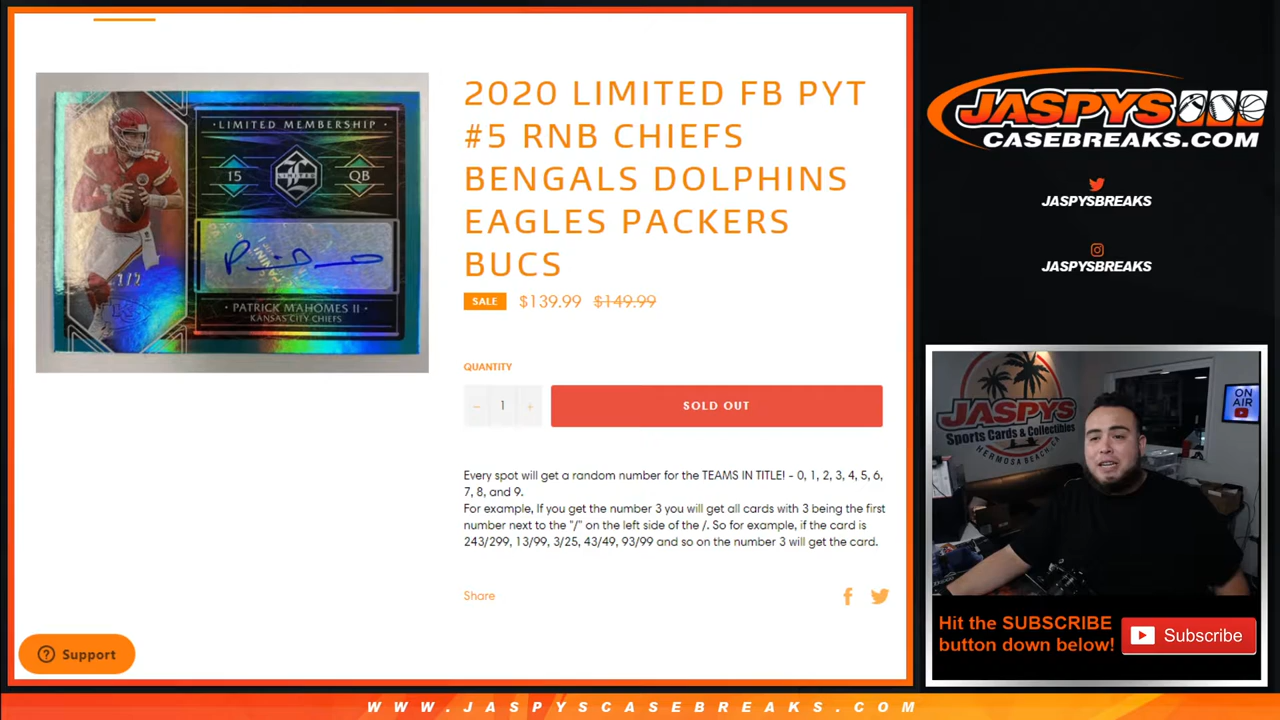 · LIMITED MEMBERSHIP ·
15
LIMITED
QB
1/2
· PATRICK MAHOMES II ·
KANSAS CITY CHIEFS
2020 LIMITED FB PYT
#5 RNB CHIEFS
BENGALS DOLPHINS
EAGLES PACKERS
BUCS
SALE $139.99 $149.99
QUANTITY
− 1 +
SOLD OUT
Every spot will get a random number for the TEAMS IN TITLE! - 0, 1, 2, 3, 4, 5, 6,
7, 8, and 9.
For example, If you get the number 3 you will get all cards with 3 being the first
number next to the "/" on the left side of the /. So for example, if the card is
243/299, 13/99, 3/25, 43/49, 93/99 and so on the number 3 will get the card.
Share
Support
JASPYS
CASEBREAKS.COM
JASPYSBREAKS
JASPYSBREAKS
JASPYS
Sports Cards & Collectibles
HERMOSA BEACH, CA
ON
AIR
Hit the SUBSCRIBE
button down below!
Subscribe
WWW.JASPYSCASEBREAKS.COM